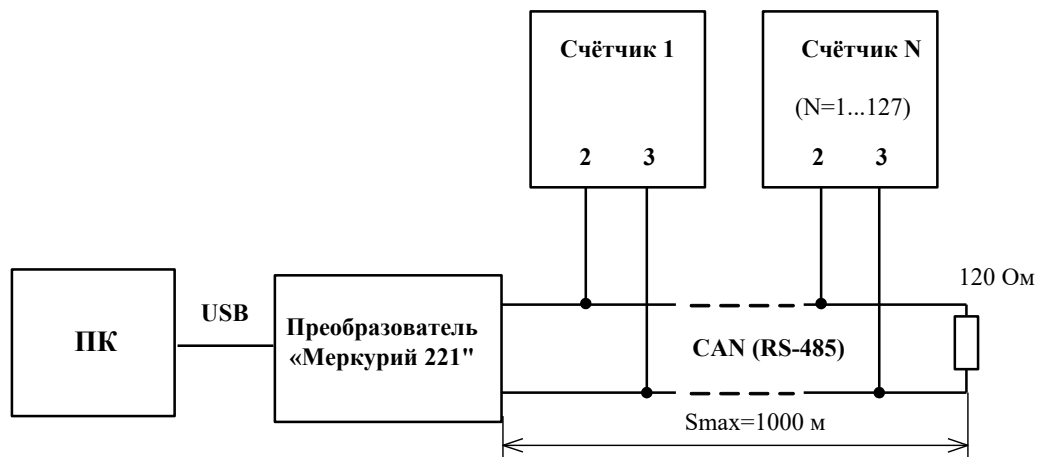 Счётчик 1
Счётчик N
(N=1...127)
2 3
2 3
120 Ом
ПК
USB
Преобразователь
«Меркурий 221"
CAN (RS-485)
Smax=1000 м